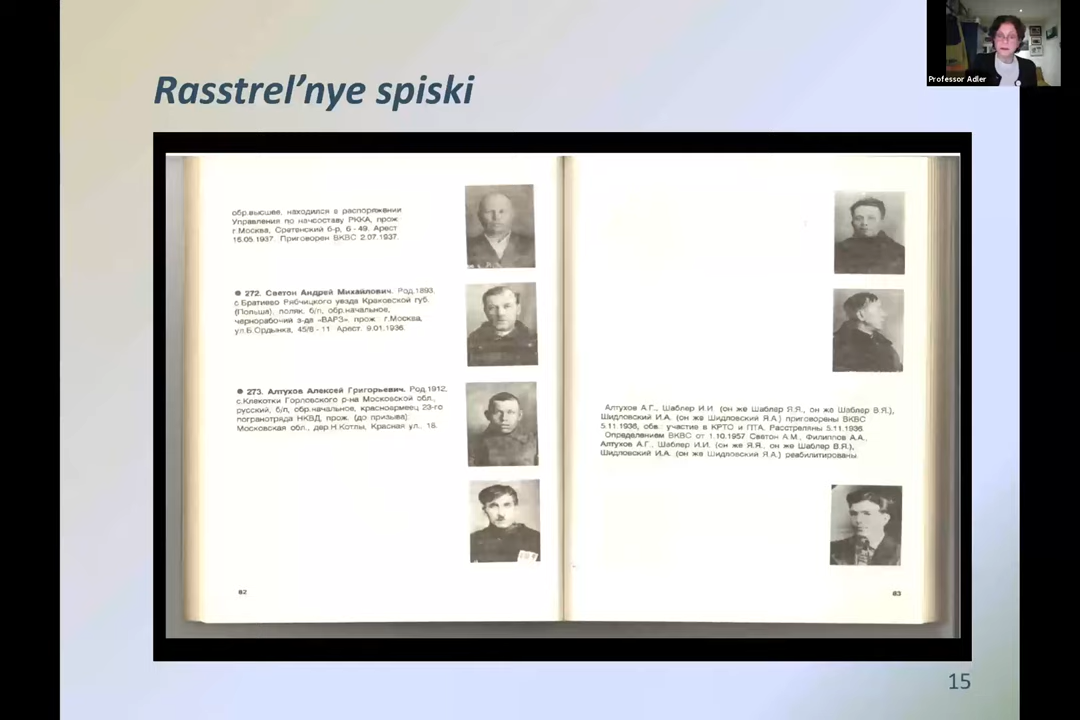 Professor Adler
Rasstrel’nye spiski
обр.высшее, находился в распоряжении
Управления по начсоставу РККА, прож
г Москва, Сретенский б-р, 6 - 49. Арест
16.05.1937. Приговорен ВКВС 2.07.1937.
● 272. Светон Андрей Михайлович. Род.1893,
с.Братиево Рябчицкого уезда Краковской губ.
(Польша), поляк, б/п, обр.начальное,
чернорабочий з-да «ВАРЗ», прож : г.Москва,
ул.Б.Ордынка, 45/8 - 11 Арест. 9.01.1936.
● 273. Алтухов Алексей Григорьевич. Род.1912,
с.Клекотки Горловского р-на Московской обл.,
русский, б/п, обр.начальное, красноармеец 23-го
погранотряда НКВД, прож. (до призыва):
Московская обл., дер.Н.Котлы, Красная ул., 18.
82
Алтухов А.Г., Шаблер И.И. (он же Шаблер Я.Я., он же Шаблер В.Я.),
Шидловский И.А. (он же Шидловский Я.А.) приговорены ВКВС
5.11.1936, обв.: участие в КРТО и ПТА. Расстреляны 5.11.1936.
Определением ВКВС от 1.10.1957 Светон А.М., Филиппов А.А.,
Алтухов А.Г., Шаблер И.И. (он же Я.Я., он же Шаблер В.Я.),
Шидловский И.А. (он же Шидловский Я.А.) реабилитированы.
83
15